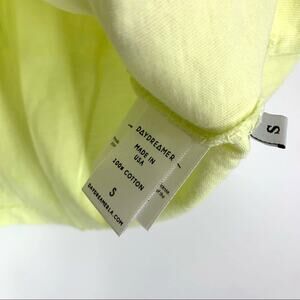 DAYDREAMER
MADE IN
USA
100% COTTON
S
DAYDREAMERLA.COM
S